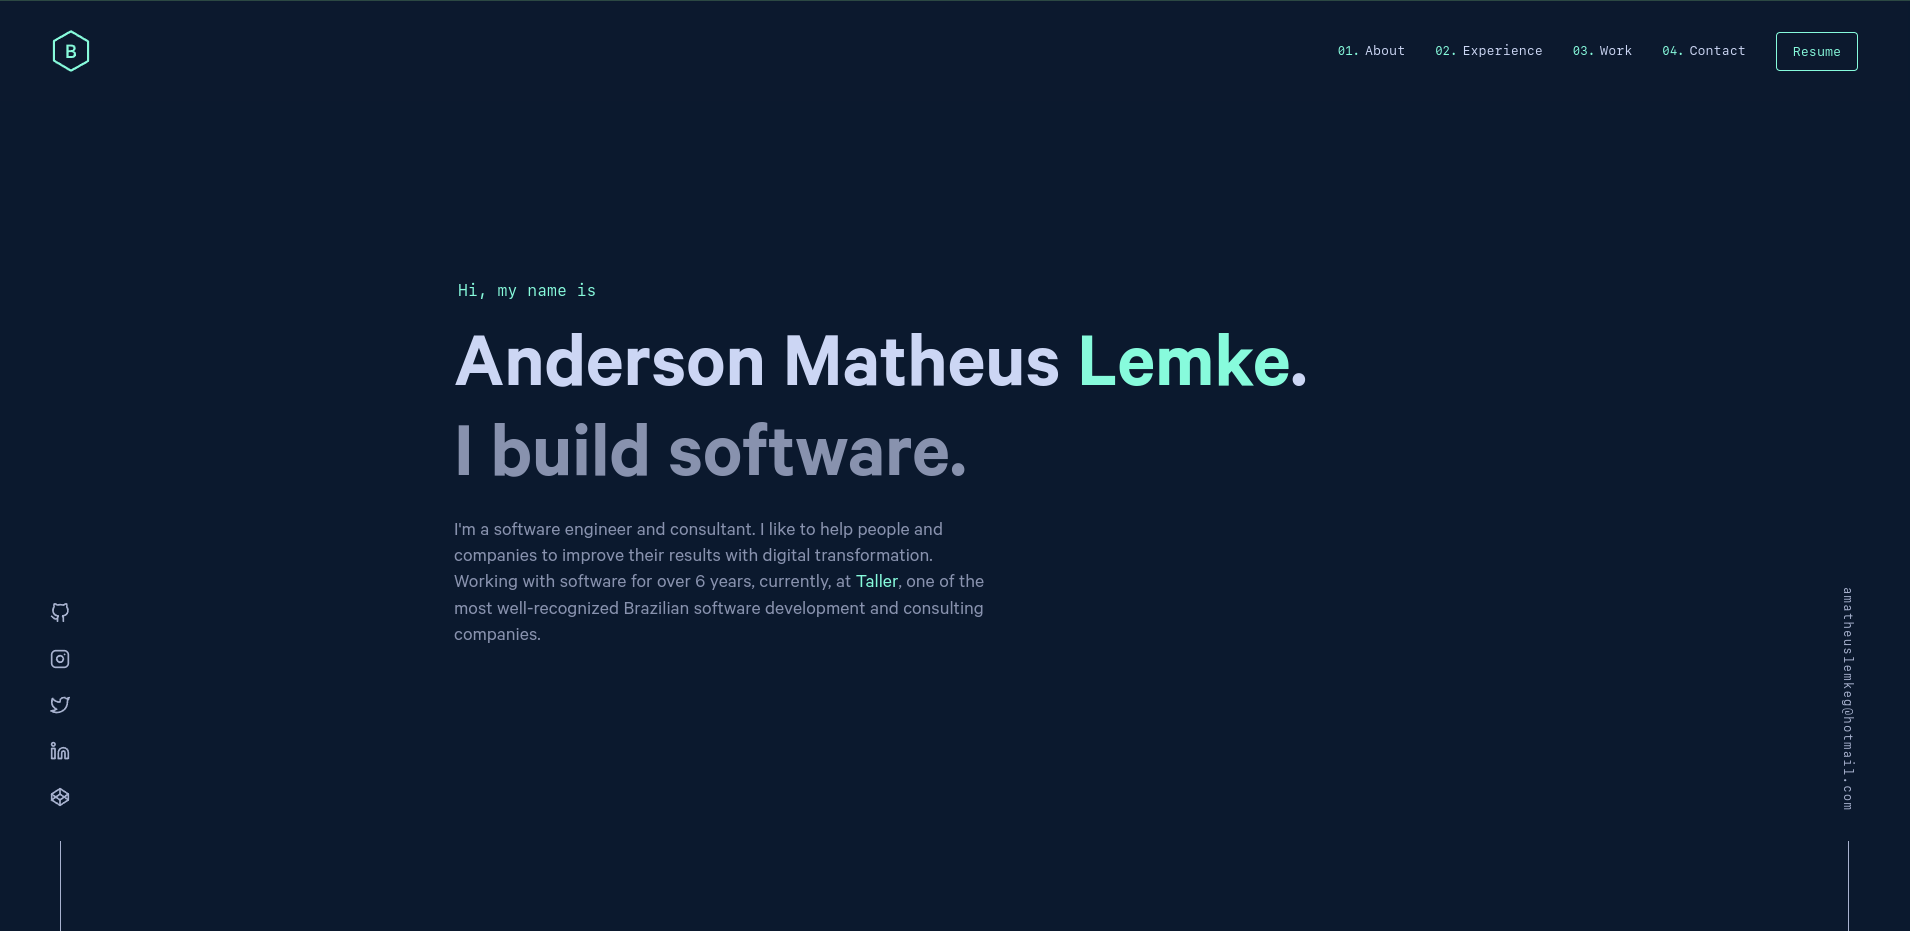 B
01. About 02. Experience 03. Work 04. Contact Resume
Hi, my name is
Anderson Matheus Lemke.
I build software.
I'm a software engineer and consultant. I like to help people and
companies to improve their results with digital transformation.
Working with software for over 6 years, currently, at Taller, one of the
most well-recognized Brazilian software development and consulting
companies.
amatheuslemkeg@hotmail.com